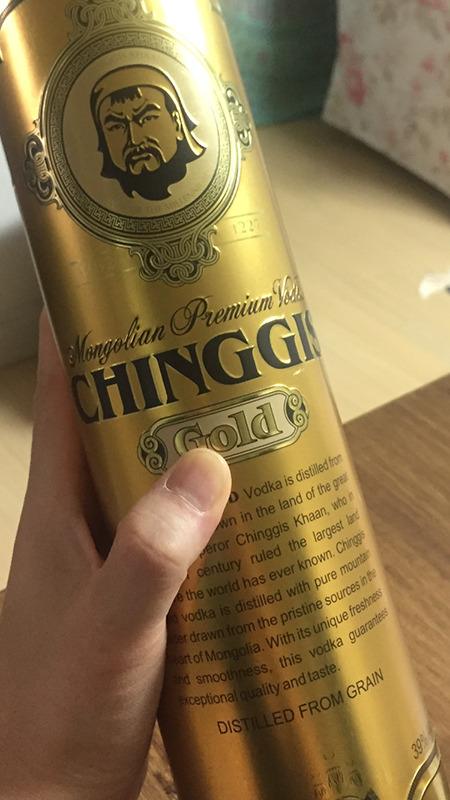 1227
Mongolian Premium Vodka
CHINGGIS
Gold
Vodka is distilled from
in the land of the great
Chinggis Khaan, who in
century ruled the largest land
the world has ever known. Chinggis
vodka is distilled with pure mountain
drawn from the pristine sources in the
heart of Mongolia. With its unique freshness
and smoothness, this vodka guarantees
exceptional quality and taste.
DISTILLED FROM GRAIN